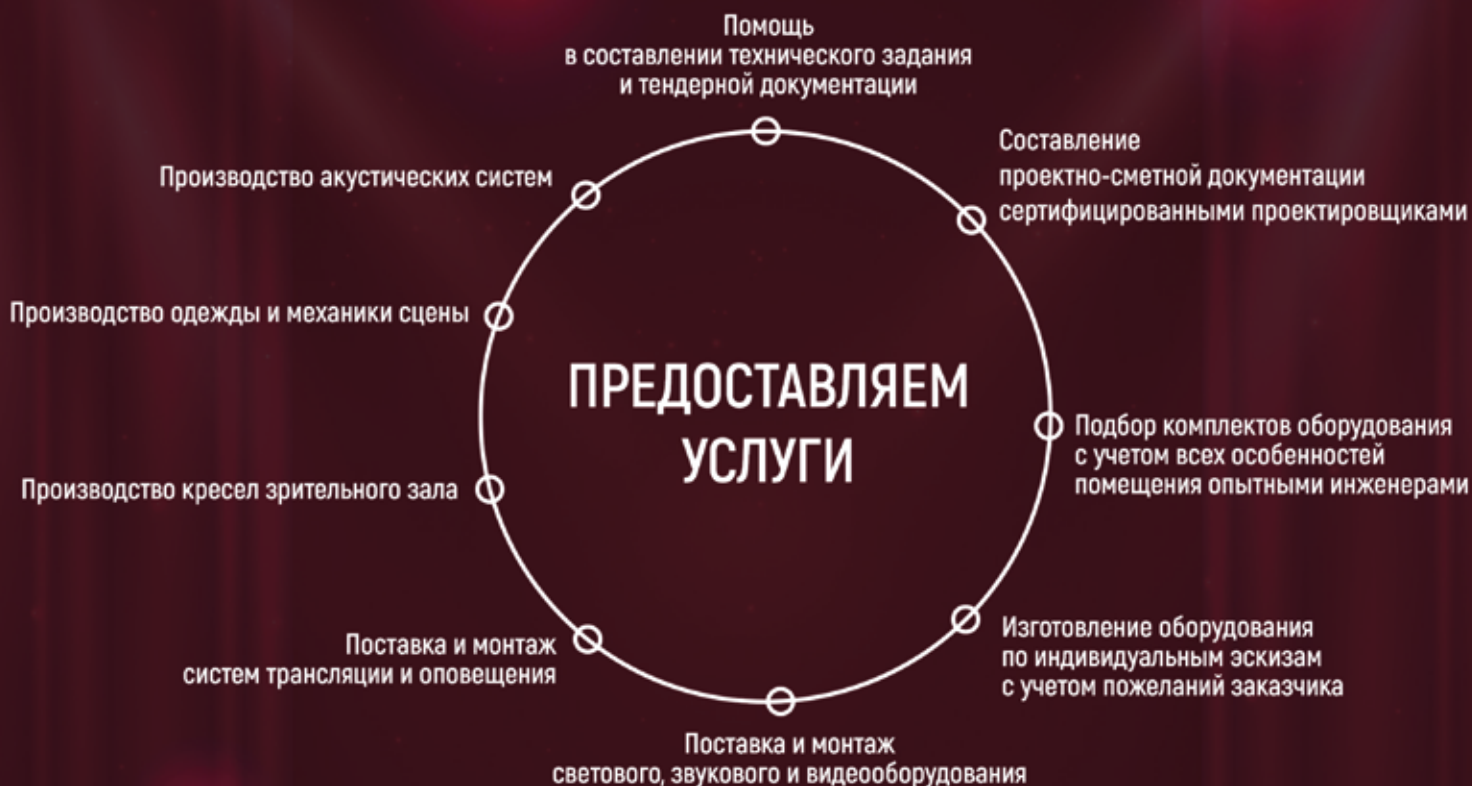 Помощь
в составлении технического задания
и тендерной документации
Составление
проектно-сметной документации
сертифицированными проектировщиками
Подбор комплектов оборудования
с учетом всех особенностей
помещения опытными инженерами
Изготовление оборудования
по индивидуальным эскизам
с учетом пожеланий заказчика
Поставка и монтаж
светового, звукового и видеооборудования
Поставка и монтаж
систем трансляции и оповещения
Производство кресел зрительного зала
Производство одежды и механики сцены
Производство акустических систем
ПРЕДОСТАВЛЯЕМ
УСЛУГИ